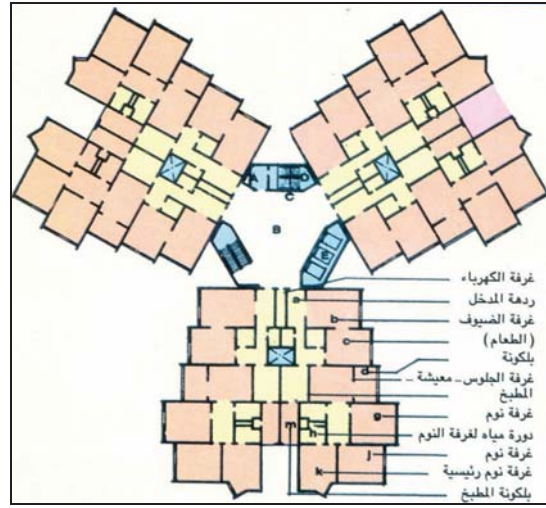 A
C
B
E
a
b
c
d
g
m
h
j
k
غرفة الكهرباء
ردهة المدخل
غرفة الضيوف
(الطعام)
بلكونة
غرفة الجلوس - معيشة
المطبخ
غرفة نوم
دورة مياه لغرفة النوم
غرفة نوم
غرفة نوم رئيسية
بلكونة المطبخ